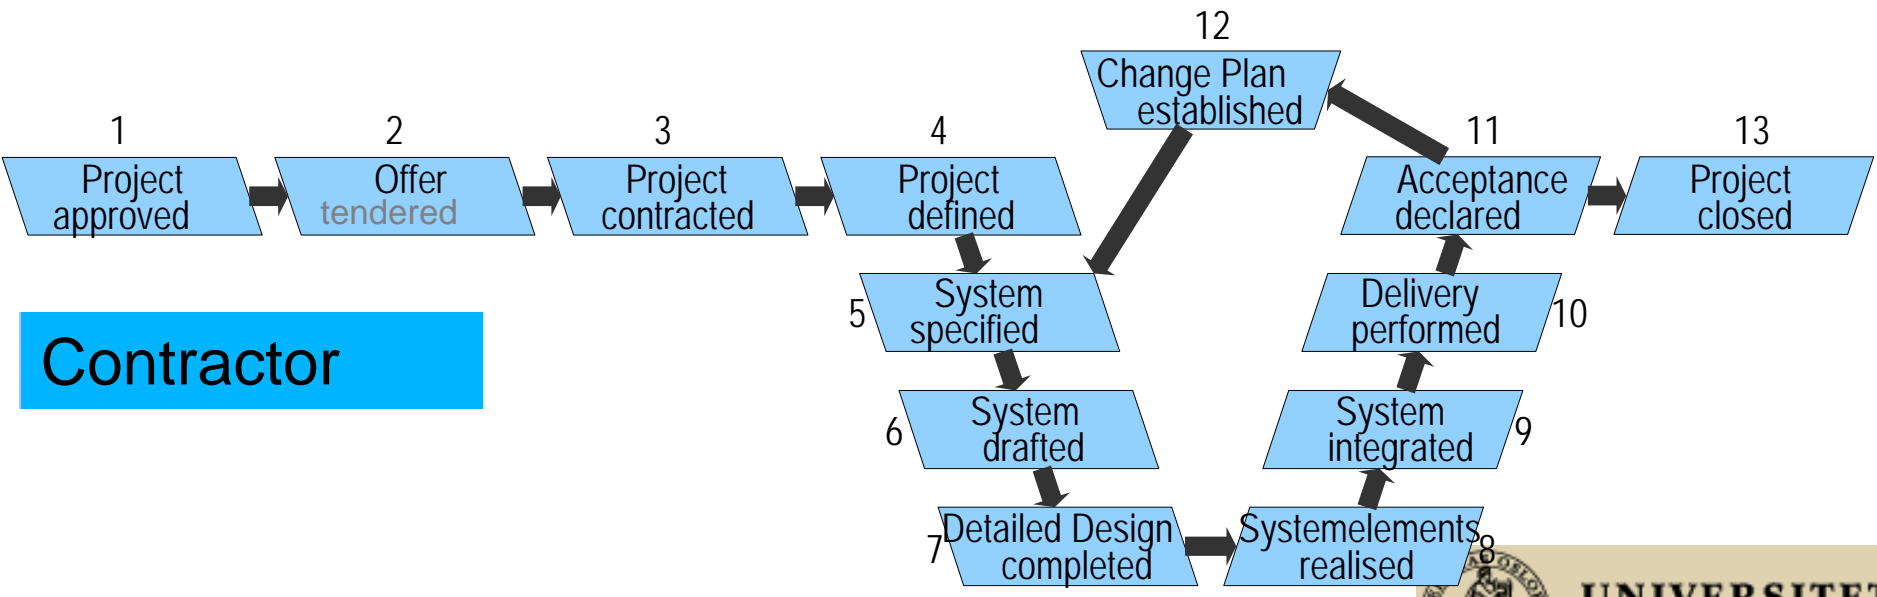 12
Change Plan
established
1
2
3
4
11
13
Project
approved
Offer
tendered
Project
contracted
Project
defined
Acceptance
declared
Project
closed
5
System
specified
Delivery
performed
10
Contractor
6
System
drafted
System
integrated
9
7
Detailed Design
completed
Systemelements
realised
8
UNIVERSITET